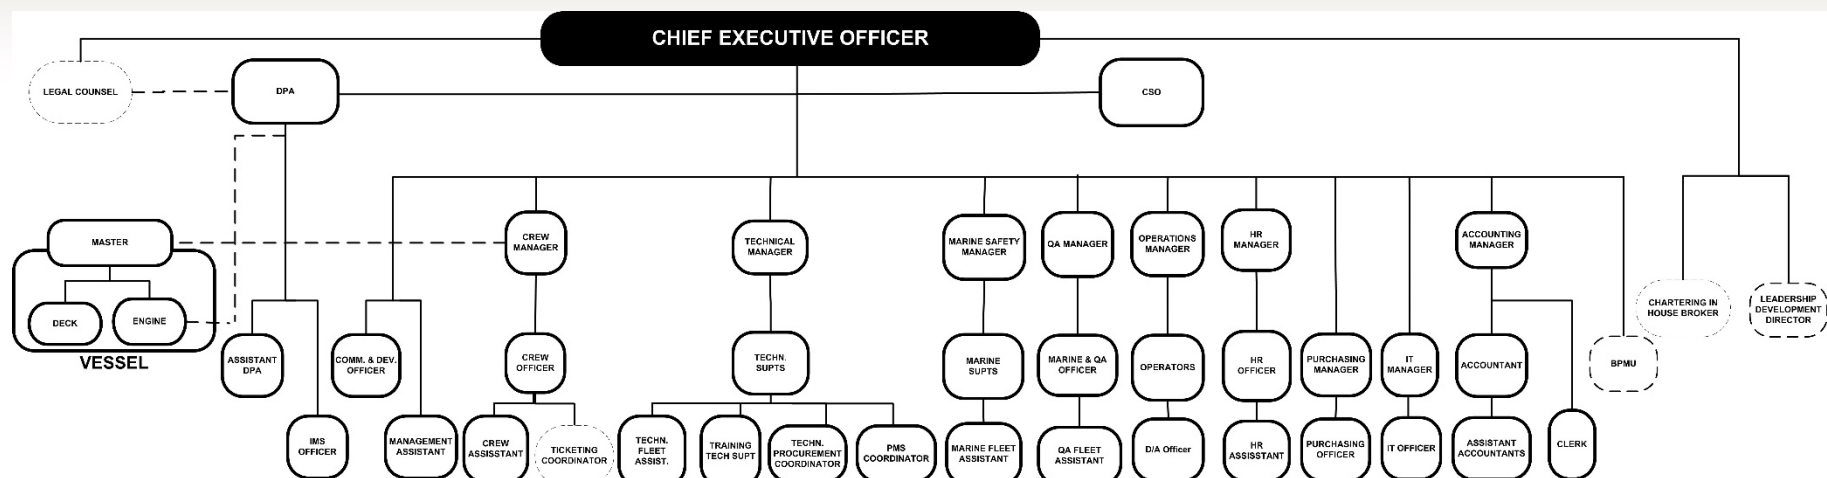 CHIEF EXECUTIVE OFFICER
LEGAL COUNSEL
DPA
CSO
MASTER
CREW
MANAGER
TECHNICAL
MANAGER
MARINE SAFETY
MANAGER
QA MANAGER
OPERATIONS
MANAGER
HR
MANAGER
ACCOUNTING
MANAGER
DECK
ENGINE
VESSEL
CHARTERING IN
HOUSE BROKER
LEADERSHIP
DEVELOPMENT
DIRECTOR
ASSISTANT
DPA
COMM. & DEV.
OFFICER
CREW
OFFICER
TECHN.
SUPTS
MARINE
SUPTS
MARINE & QA
OFFICER
OPERATORS
HR
OFFICER
PURCHASING
MANAGER
IT
MANAGER
ACCOUNTANT
BPMU
IMS
OFFICER
MANAGEMENT
ASSISTANT
CREW
ASSISSTANT
TICKETING
COORDINATOR
TECHN.
FLEET
ASSIST.
TRAINING
TECH SUPT
TECHN.
PROCUREMENT
COORDINATOR
PMS
COORDINATOR
MARINE FLEET
ASSISTANT
QA FLEET
ASSISTANT
D/A Officer
HR
ASSISSTANT
PURCHASING
OFFICER
IT OFFICER
ASSISTANT
ACCOUNTANTS
CLERK